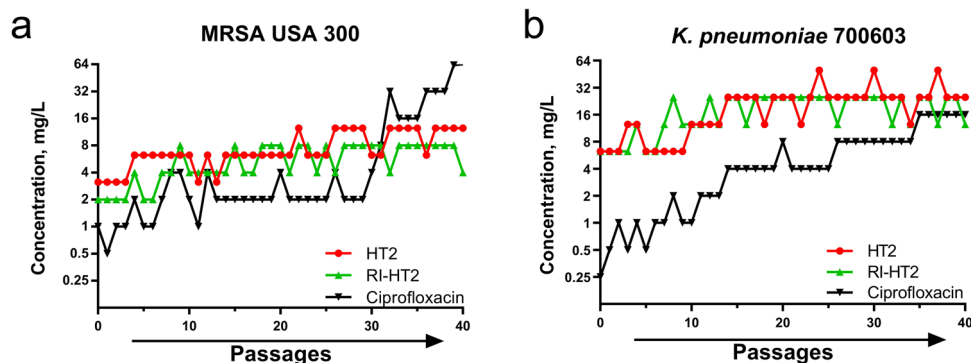 a
MRSA USA 300
Concentration, mg/L
64
32
16
8
4
2
1
0.5
0.25
HT2
RI-HT2
Ciprofloxacin
0 10 20 30 40
Passages
b
K. pneumoniae 700603
Concentration, mg/L
64
32
16
8
4
2
1
0.5
0.25
HT2
RI-HT2
Ciprofloxacin
0 10 20 30 40
Passages